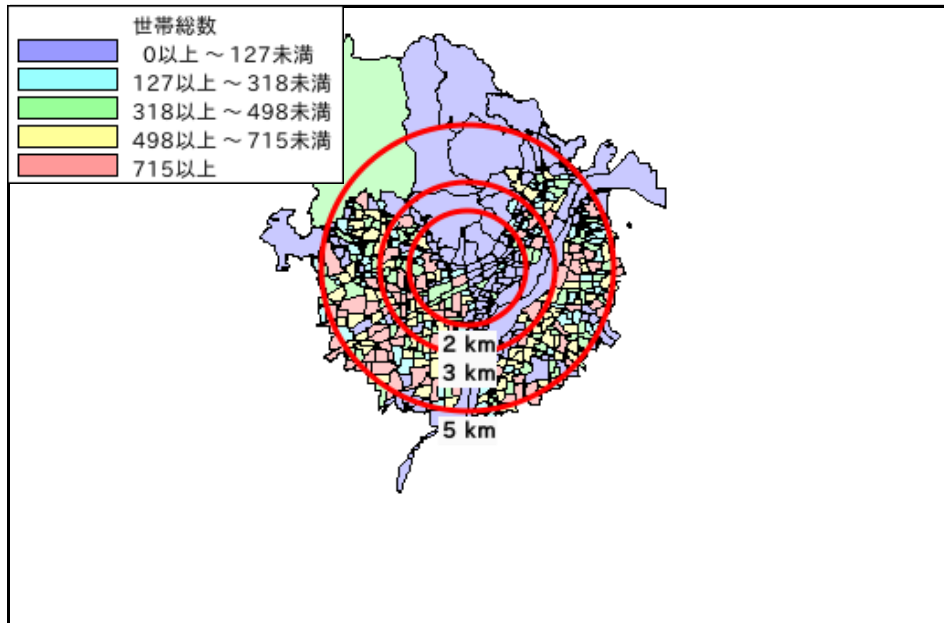 世帯総数
0以上 ～ 127未満
127以上 ～ 318未満
318以上 ～ 498未満
498以上 ～ 715未満
715以上
2 km
3 km
5 km